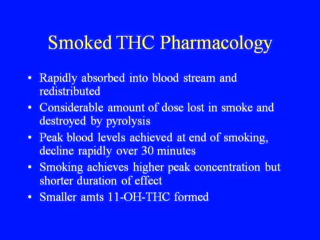 Smoked THC Pharmacology
• Rapidly absorbed into blood stream and
redistributed
• Considerable amount of dose lost in smoke and
destroyed by pyrolysis
• Peak blood levels achieved at end of smoking,
decline rapidly over 30 minutes
• Smoking achieves higher peak concentration but
shorter duration of effect
• Smaller amts 11-OH-THC formed